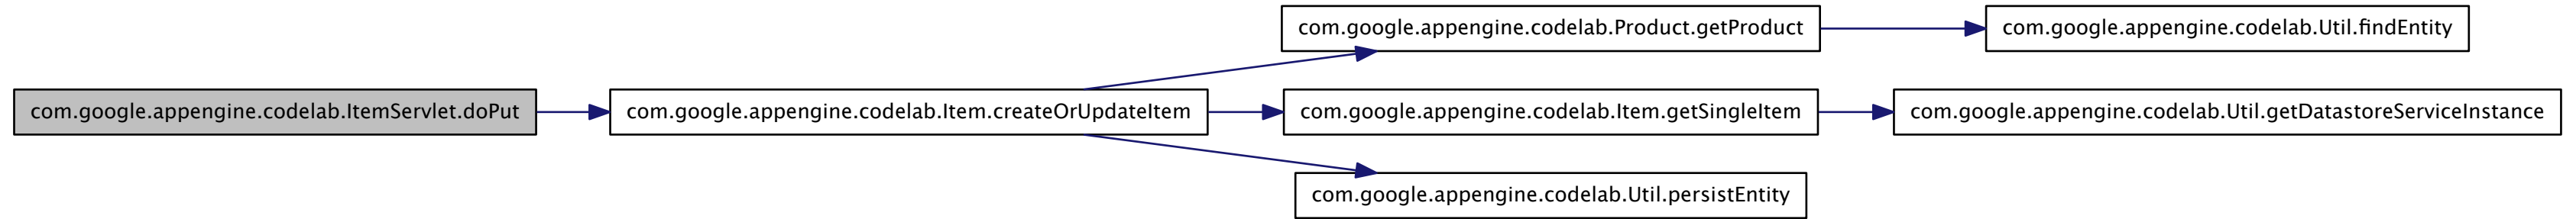 com.google.appengine.codelab.ItemServlet.doPut
com.google.appengine.codelab.Item.createOrUpdateItem
com.google.appengine.codelab.Product.getProduct
com.google.appengine.codelab.Util.findEntity
com.google.appengine.codelab.Item.getSingleItem
com.google.appengine.codelab.Util.getDatastoreServiceInstance
com.google.appengine.codelab.Util.persistEntity